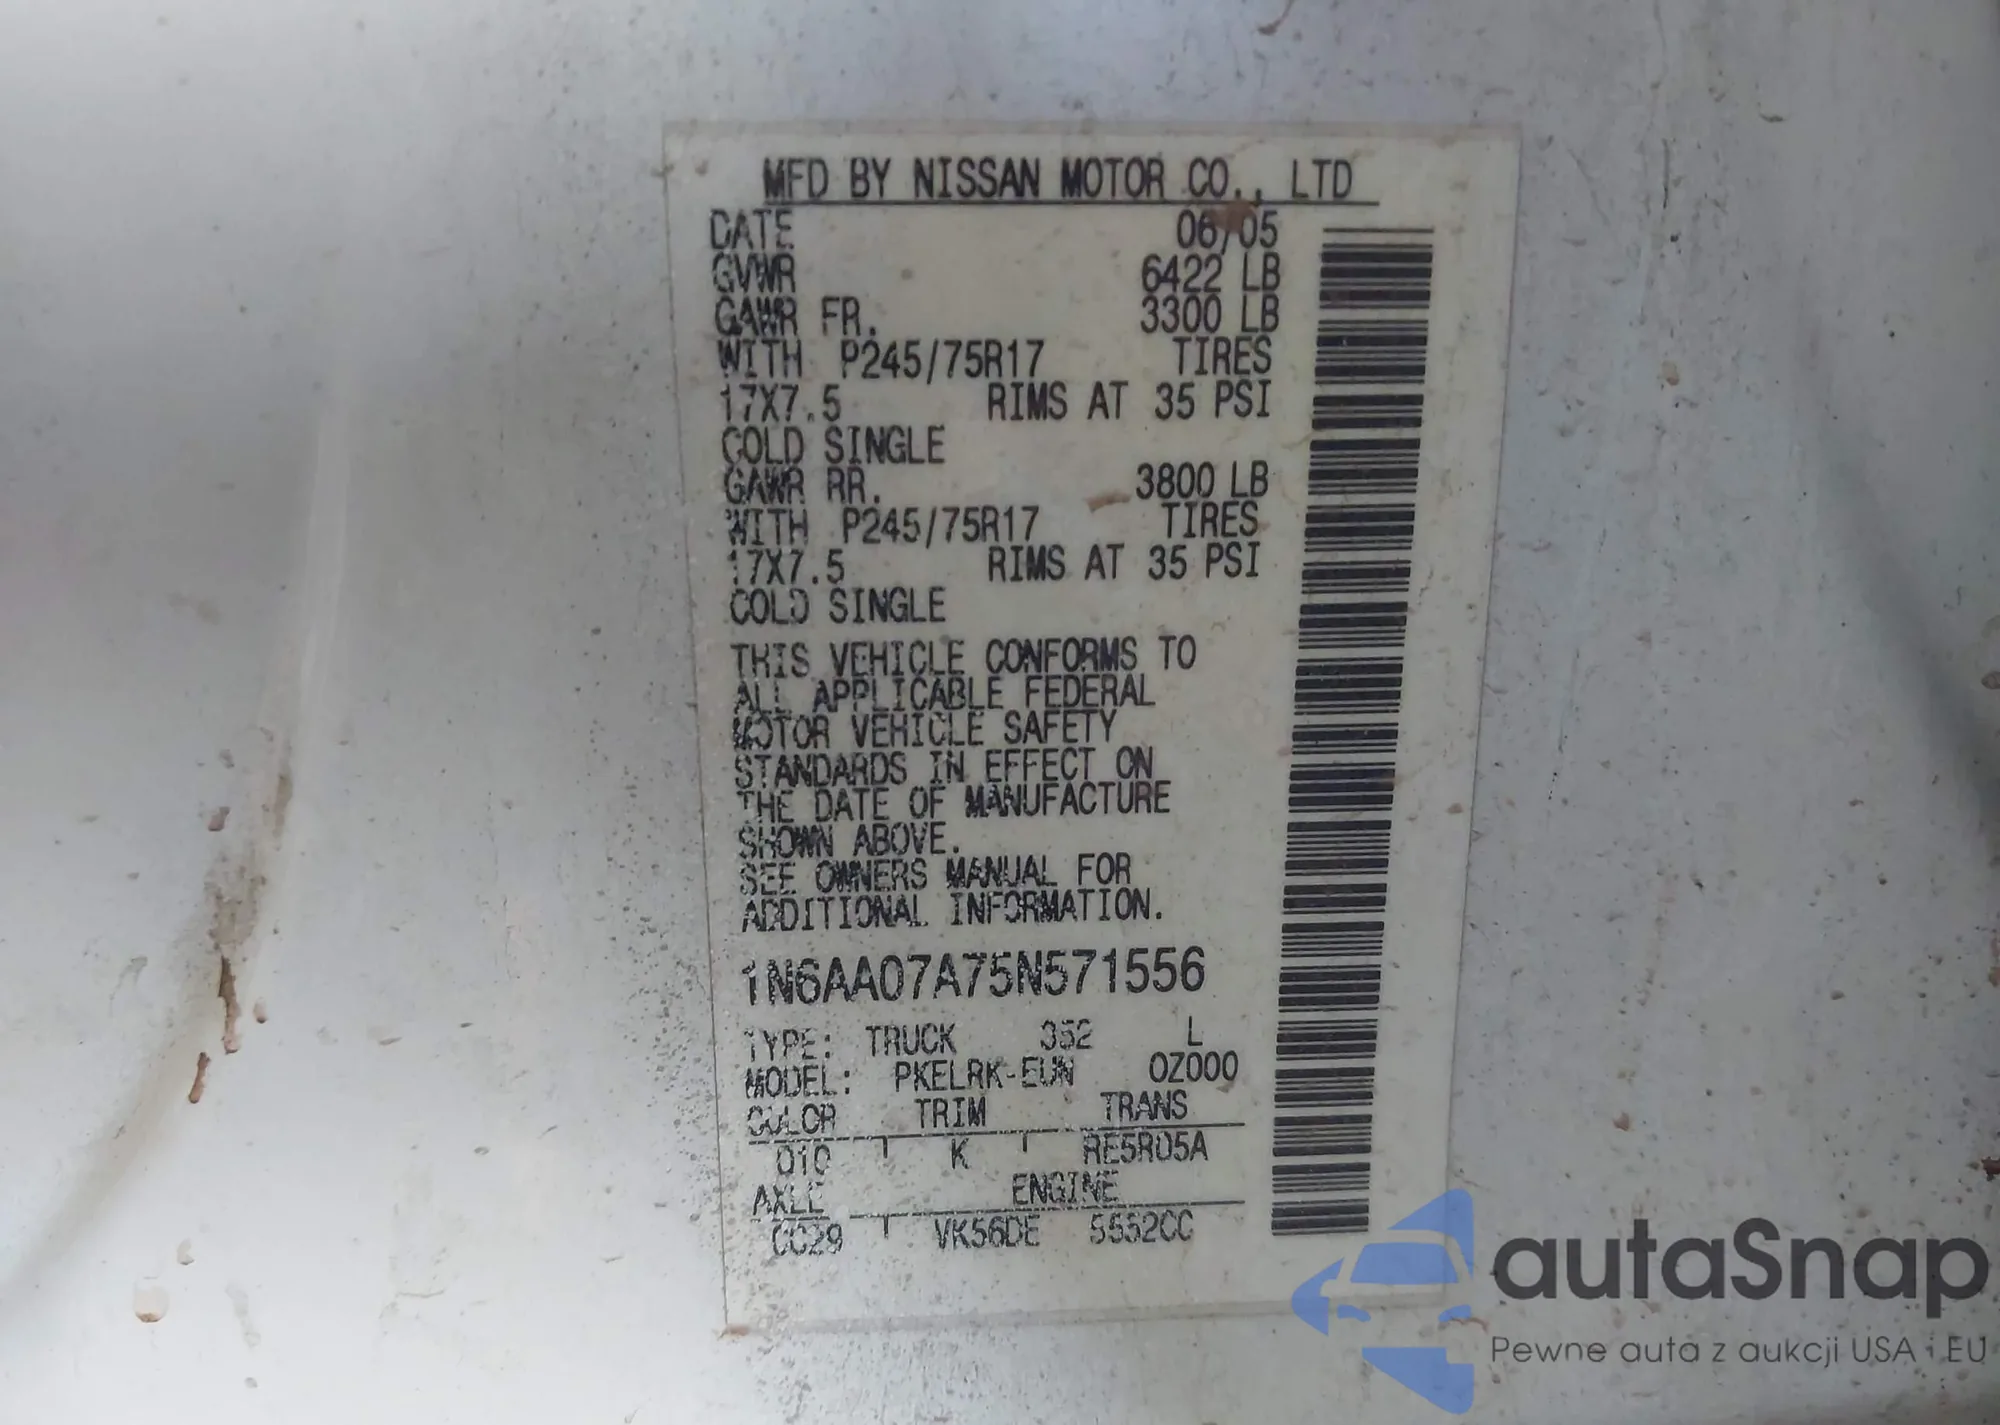 MFD BY NISSAN MOTOR CO., LTD
DATE 06/05
GVWR 6422 LB
GAWR FR. 3300 LB
WITH P245/75R17 TIRES
17X7.5 RIMS AT 35 PSI
COLD SINGLE
GAWR RR. 3800 LB
WITH P245/75R17 TIRES
17X7.5 RIMS AT 35 PSI
COLD SINGLE
THIS VEHICLE CONFORMS TO
ALL APPLICABLE FEDERAL
MOTOR VEHICLE SAFETY
STANDARDS IN EFFECT ON
THE DATE OF MANUFACTURE
SHOWN ABOVE.
SEE OWNERS MANUAL FOR
ADDITIONAL INFORMATION.
1N6AA07A75N571556
TYPE: TRUCK 352 L
MODEL: PKELRK-EUN 0Z000
COLOR TRIM TRANS
010 K RE5R05A
AXLE ENGINE
CC29 VK56DE 5552CC
autaSnap
Pewne auta z aukcji USA i EU